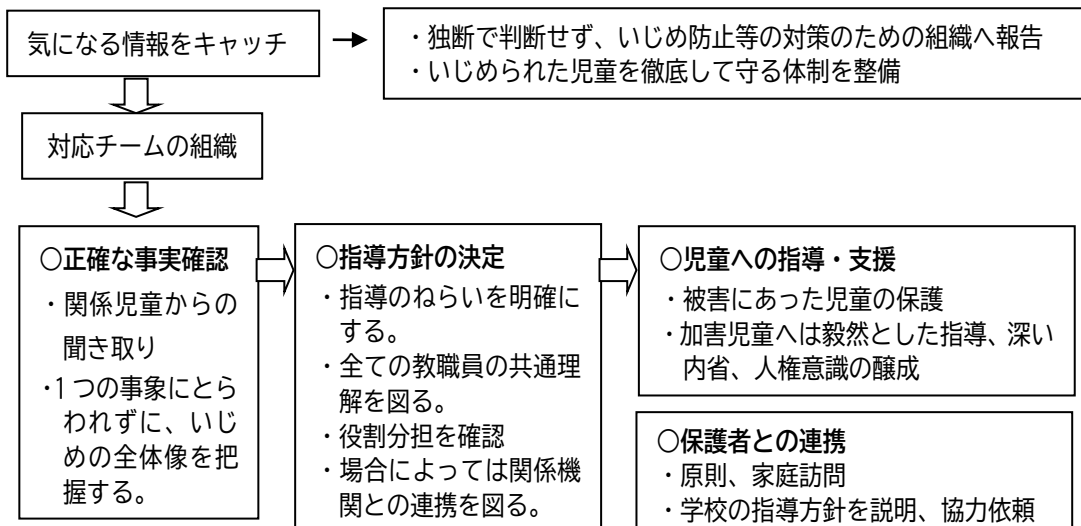 気になる情報をキャッチ
・独断で判断せず、いじめ防止等の対策のための組織へ報告
・いじめられた児童を徹底して守る体制を整備
対応チームの組織
○正確な事実確認
・関係児童からの
聞き取り
・1つの事象にとら
われずに、いじ
めの全体像を把
握する。
○指導方針の決定
・指導のねらいを明確に
する。
・全ての教職員の共通理
解を図る。
・役割分担を確認
・場合によっては関係機
関との連携を図る。
○児童への指導・支援
・被害にあった児童の保護
・加害児童へは毅然とした指導、深い
内省、人権意識の醸成
○保護者との連携
・原則、家庭訪問
・学校の指導方針を説明、協力依頼